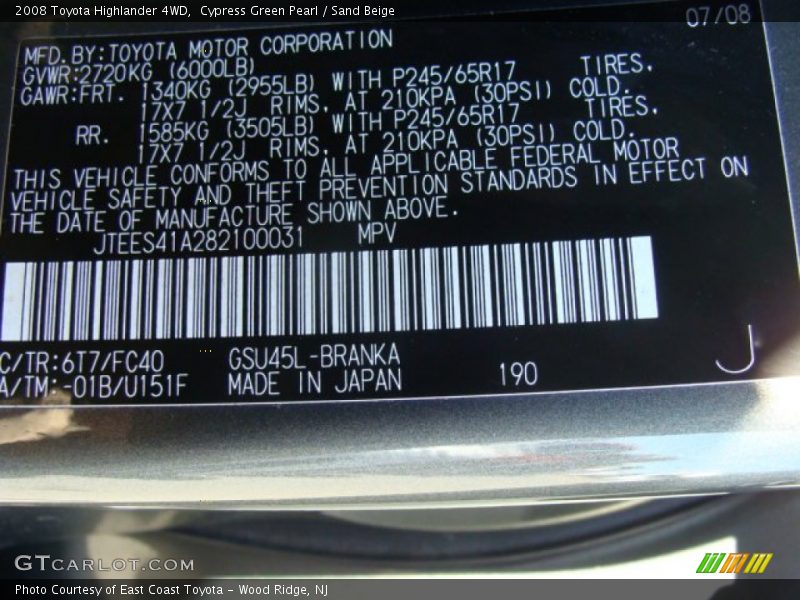 2008 Toyota Highlander 4WD,  Cypress Green Pearl / Sand Beige
07/08
MFD.BY:TOYOTA MOTOR CORPORATION
GVWR:2720KG (6000LB)
GAWR:FRT. 1340KG (2955LB) WITH P245/65R17 TIRES,
17X7 1/2J RIMS, AT 210KPA (30PSI) COLD.
RR. 1585KG (3505LB) WITH P245/65R17 TIRES,
17X7 1/2J RIMS, AT 210KPA (30PSI) COLD.
THIS VEHICLE CONFORMS TO ALL APPLICABLE FEDERAL MOTOR
VEHICLE SAFETY AND THEFT PREVENTION STANDARDS IN EFFECT ON
THE DATE OF MANUFACTURE SHOWN ABOVE.
JTEES41A282100031 MPV
C/TR:6T7/FC40 GSU45L-BRANKA
A/TM:-01B/U151F MADE IN JAPAN 190 J
GTCARLOT.COM
Photo Courtesy of East Coast Toyota - Wood Ridge, NJ